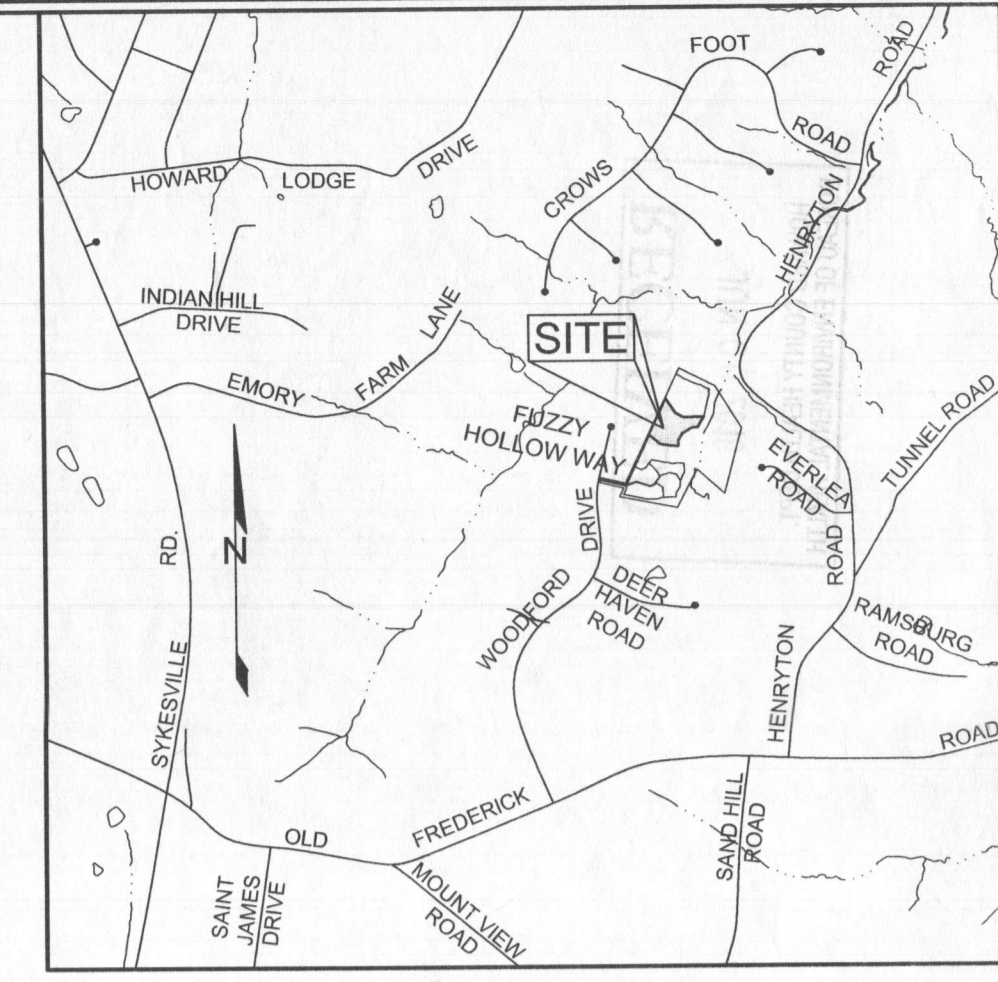 FOOT
ROAD
ROAD
HOWARD
LODGE
DRIVE
CROWS
HENRYTON
INDIAN HILL
DRIVE
LANE
SITE
EMORY
FARM
FUZZY
HOLLOW WAY
TUNNEL ROAD
EVERLEA
ROAD
DRIVE
RD.
N
ROAD
DEER
HAVEN
ROAD
WOODFORD
RAMSBURG
ROAD
SYKESVILLE
HENRYTON
ROAD
FREDERICK
OLD
SAND HILL
ROAD
SAINT
JAMES
DRIVE
MOUNT VIEW
ROAD